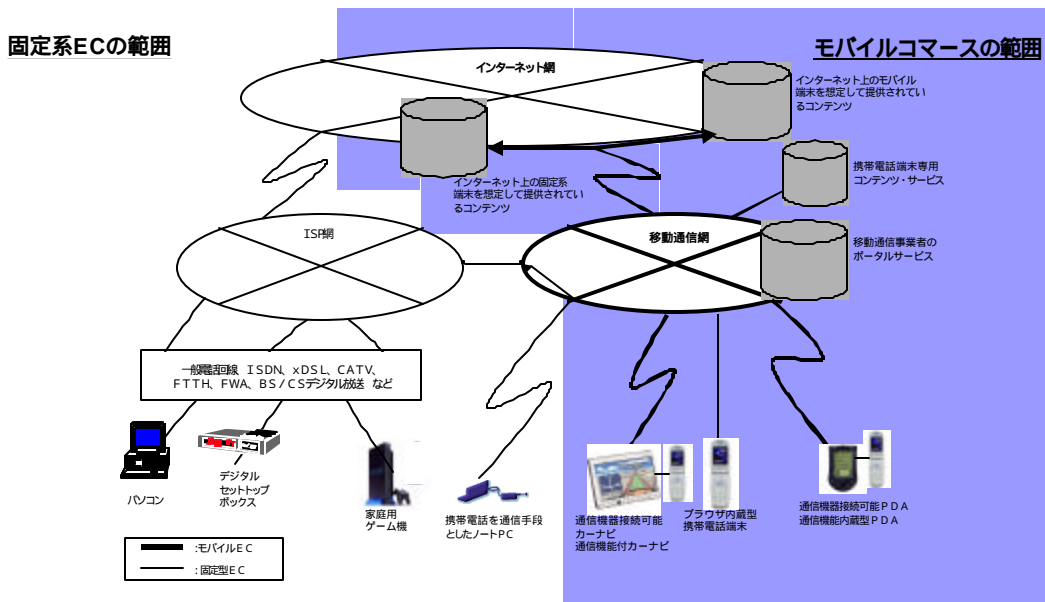 固定系ECの範囲
モバイルコマースの範囲
インターネット網
インターネット上のモバイル
端末を想定して提供されてい
るコンテンツ
携帯電話端末専用
コンテンツ・サービス
インターネット上の固定系
端末を想定して提供されてい
るコンテンツ
ISP網
移動通信網
移動通信事業者の
ポータルサービス
一般電話回線 ISDN、xDSL、CATV、
FTTH、FWA、BS/CSデジタル放送 など
パソコン
デジタル
セットトップ
ボックス
家庭用
ゲーム機
携帯電話を通信手段
としたノートPC
通信機器接続可能
カーナビ
通信機能付カーナビ
ブラウザ内蔵型
携帯電話端末
通信機器接続可能PDA
通信機能内蔵型PDA
:モバイルEC
:固定型EC